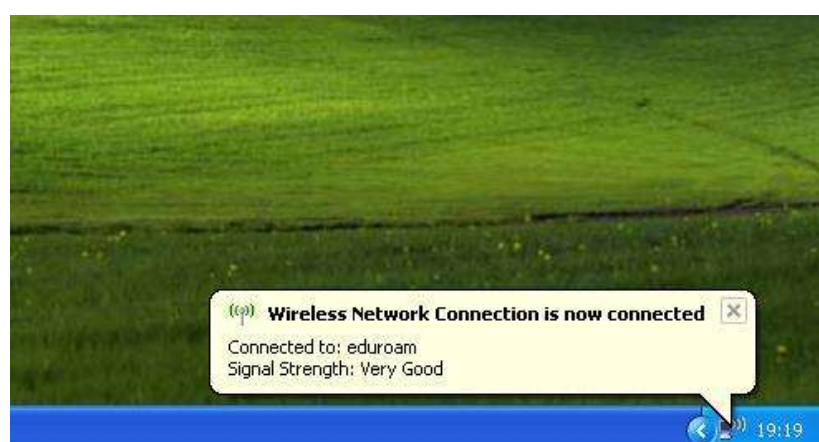 Wireless Network Connection is now connected
Connected to: eduroam
Signal Strength: Very Good
19:19